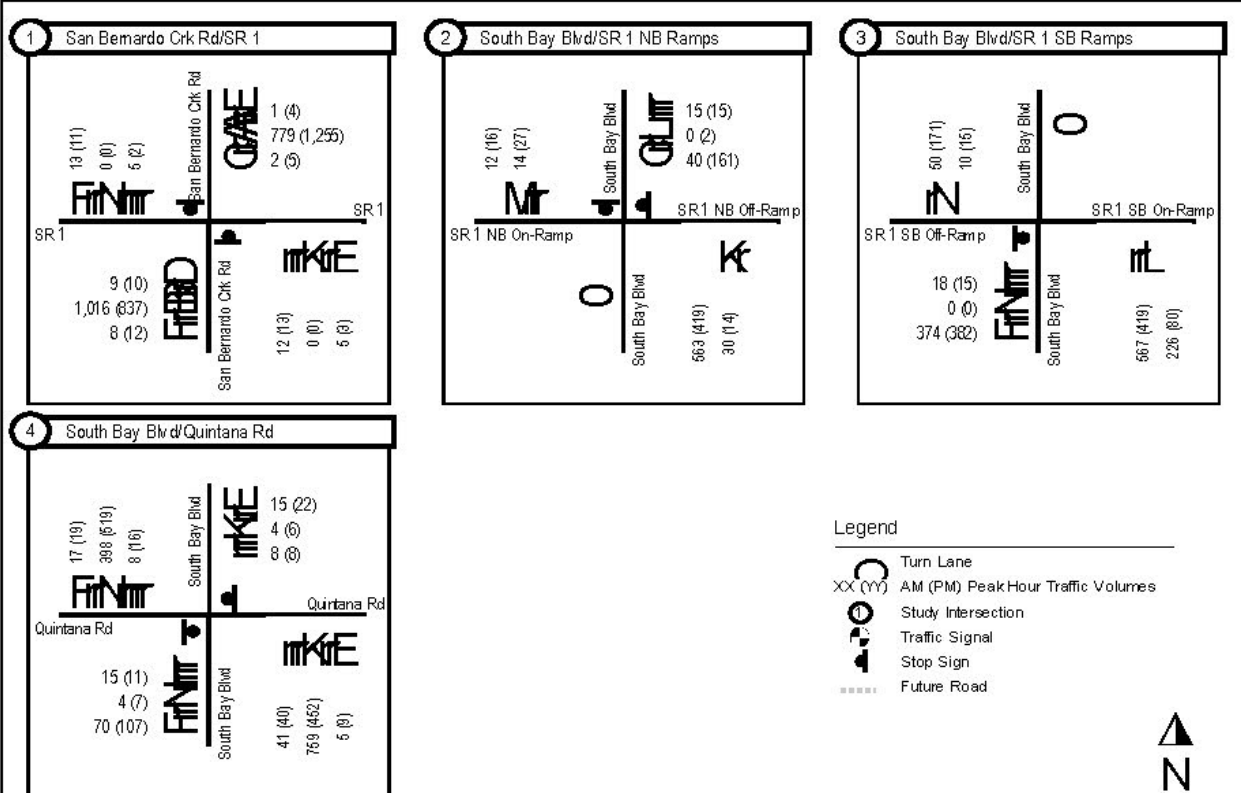 1 San Bernardo Crk Rd/SR 1
13 (11)
0 (0)
5 (2)
San Bernardo Crk Rd
1 (4)
779 (1,255)
2 (5)
SR 1
SR 1
9 (10)
1,016 (837)
8 (12)
San Bernardo Crk Rd
12 (13)
0 (0)
5 (3)
2 South Bay Blvd/SR 1 NB Ramps
12 (16)
14 (27)
South Bay Blvd
15 (15)
0 (2)
40 (161)
SR1 NB Off-Ramp
SR1 NB On-Ramp
South Bay Blvd
563 (419)
30 (14)
3 South Bay Blvd/SR 1 SB Ramps
50 (171)
10 (15)
South Bay Blvd
SR1 SB On-Ramp
SR1 SB Off-Ramp
18 (15)
0 (0)
374 (382)
South Bay Blvd
567 (419)
226 (80)
4 South Bay Blvd/Quintana Rd
17 (19)
398 (519)
8 (16)
South Bay Blvd
15 (22)
4 (6)
8 (8)
Quintana Rd
Quintana Rd
15 (11)
4 (7)
70 (107)
South Bay Blvd
41 (40)
759 (452)
5 (9)
Legend
Turn Lane
XX (YY) AM (PM) Peak Hour Traffic Volumes
1 Study Intersection
Traffic Signal
Stop Sign
Future Road
N